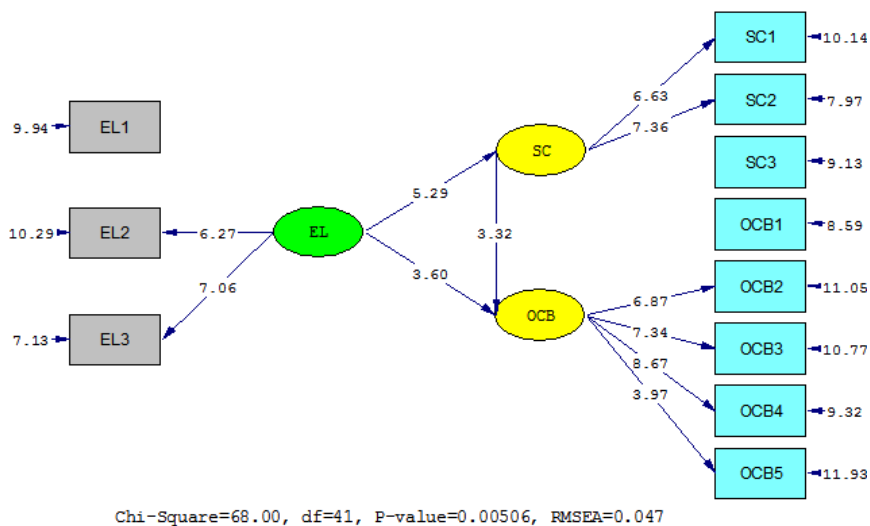 SC1
10.14
6.63
SC2
7.97
9.94
EL1
7.36
SC
SC3
9.13
5.29
10.29
EL2
6.27
EL
3.32
OCB1
8.59
3.60
7.06
6.87
OCB2
11.05
OCB
7.13
EL3
7.34
OCB3
10.77
8.67
3.97
OCB4
9.32
OCB5
11.93
Chi-Square=68.00, df=41, P-value=0.00506, RMSEA=0.047